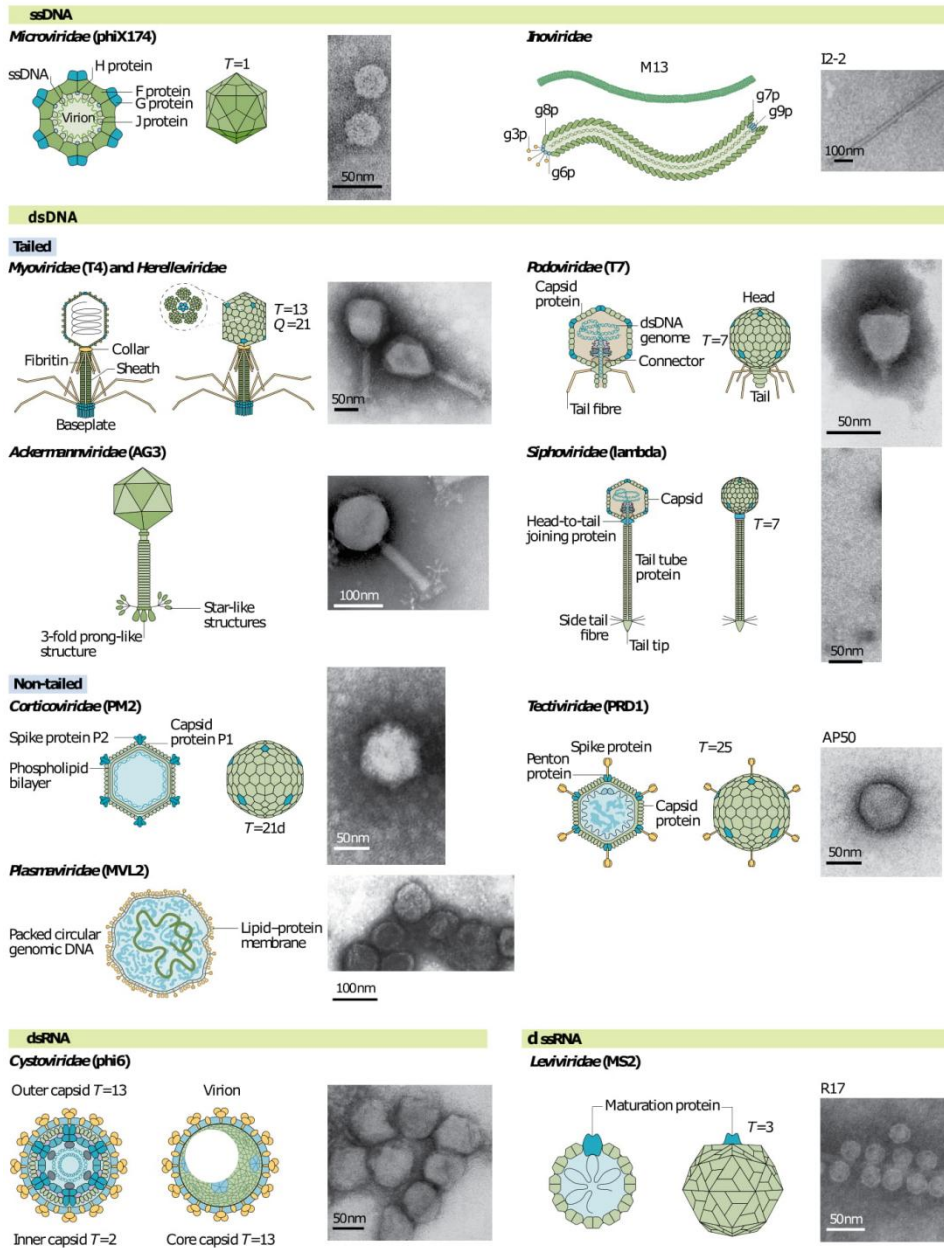 ssDNA
Microviridae (phiX174)
ssDNA
H protein
F protein
G protein
J protein
Virion
T=1
50nm
Inoviridae
M13
g7p
g9p
g8p
g3p
g6p
I2-2
100nm
dsDNA
Tailed
Myoviridae (T4) and Herelleviridae
T=13
Q=21
Fibritin
Collar
Sheath
Baseplate
50nm
Podoviridae (T7)
Capsid
protein
dsDNA
genome
Connector
Tail fibre
Head
T=7
Tail
50nm
Ackermannviridae (AG3)
Star-like
structures
3-fold prong-like
structure
100nm
Siphoviridae (lambda)
Capsid
Head-to-tail
joining protein
Tail tube
protein
Side tail
fibre
Tail tip
T=7
50nm
Non-tailed
Corticoviridae (PM2)
Spike protein P2
Capsid
protein P1
Phospholipid
bilayer
T=21d
50nm
Tectiviridae (PRD1)
Spike protein
Penton
protein
Capsid
protein
T=25
AP50
50nm
Plasmaviridae (MVL2)
Packed circular
genomic DNA
Lipid–protein
membrane
100nm
dsRNA
Cystoviridae (phi6)
Outer capsid T=13
Virion
Inner capsid T=2
Core capsid T=13
50nm
d ssRNA
Leviviridae (MS2)
Maturation protein
T=3
R17
50nm